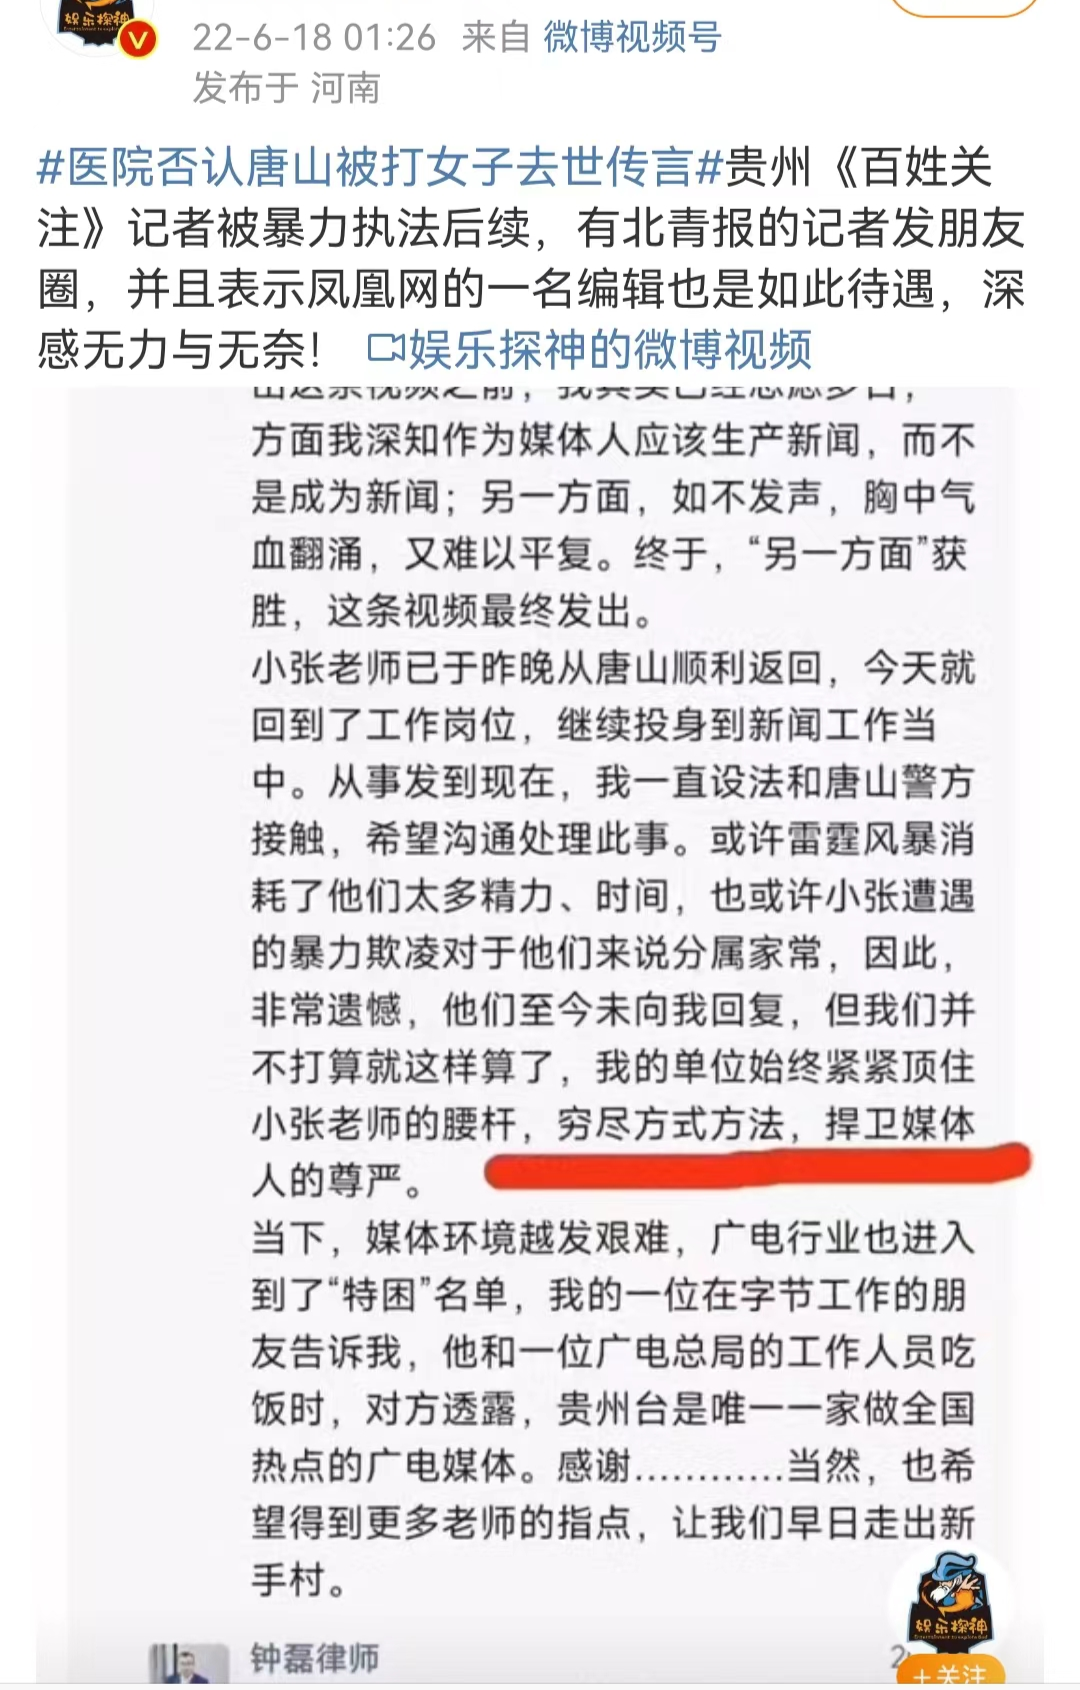 娱乐探神
V
22-6-18 01:26 来自 微博视频号
发布于 河南
#医院否认唐山被打女子去世传言#贵州《百姓关
注》记者被暴力执法后续，有北青报的记者发朋友
圈，并且表示凤凰网的一名编辑也是如此待遇，深
感无力与无奈！ 娱乐探神的微博视频
出这条视频之前，我其实已经思虑多日，
方面我深知作为媒体人应该生产新闻，而不
是成为新闻；另一方面，如不发声，胸中气
血翻涌，又难以平复。终于，“另一方面”获
胜，这条视频最终发出。
小张老师已于昨晚从唐山顺利返回，今天就
回到了工作岗位，继续投身到新闻工作当
中。从事发到现在，我一直设法和唐山警方
接触，希望沟通处理此事。或许雷霆风暴消
耗了他们太多精力、时间，也或许小张遭遇
的暴力欺凌对于他们来说分属家常，因此，
非常遗憾，他们至今未向我回复，但我们并
不打算就这样算了，我的单位始终紧紧顶住
小张老师的腰杆，穷尽方式方法，捍卫媒体
人的尊严。
当下，媒体环境越发艰难，广电行业也进入
到了“特困”名单，我的一位在字节工作的朋
友告诉我，他和一位广电总局的工作人员吃
饭时，对方透露，贵州台是唯一一家做全国
热点的广电媒体。感谢............当然，也希
望得到更多老师的指点，让我们早日走出新
手村。
娱乐探神
钟磊律师
+关注